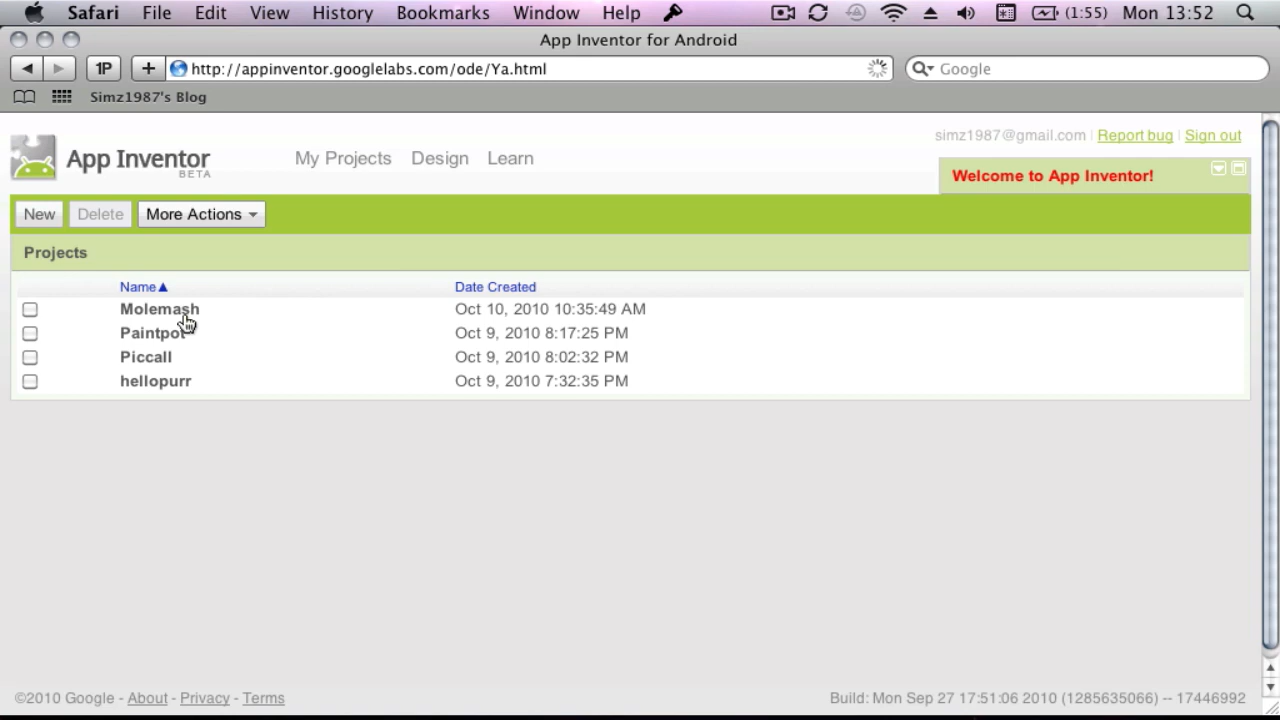 Safari File Edit View History Bookmarks Window Help (1:55) Mon 13:52
App Inventor for Android
1P + http://appinventor.googlelabs.com/ode/Ya.html Google
Simz1987's Blog
simz1987@gmail.com | Report bug | Sign out
App Inventor BETA My Projects Design Learn
Welcome to App Inventor!
New Delete More Actions
Projects
Name Date Created
Molemash Oct 10, 2010 10:35:49 AM
Paintpot Oct 9, 2010 8:17:25 PM
Piccall Oct 9, 2010 8:02:32 PM
hellopurr Oct 9, 2010 7:32:35 PM
©2010 Google - About - Privacy - Terms Build: Mon Sep 27 17:51:06 2010 (1285635066) -- 17446992